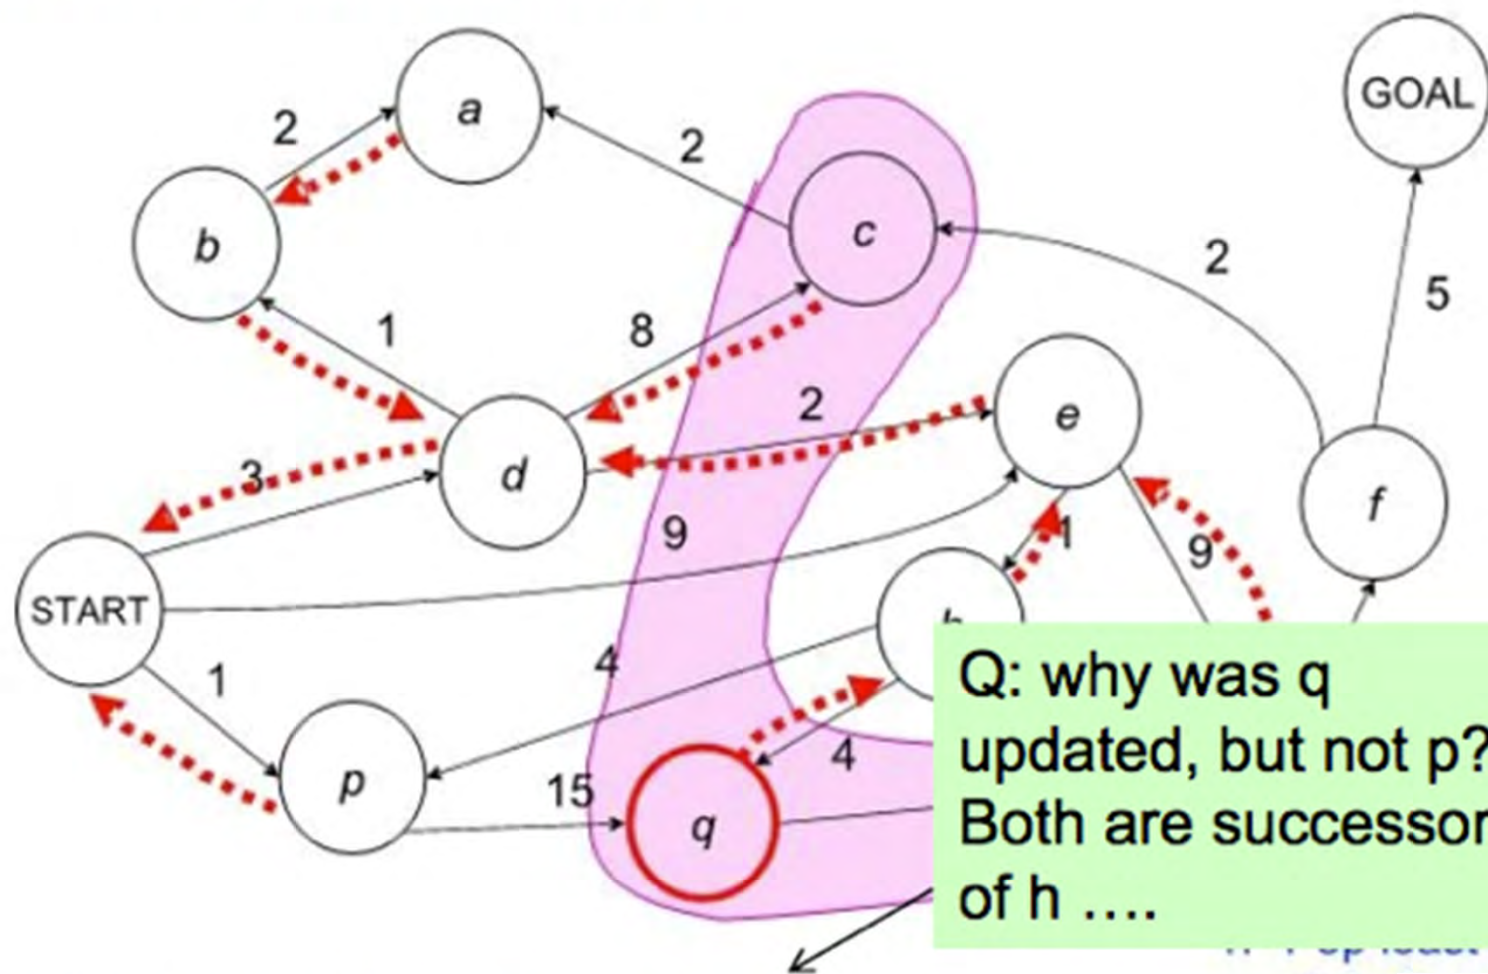 a
GOAL
2
2
c
b
2
5
1
8
2
e
3
d
f
9
1
9
START
h
4
1
Q: why was q
updated, but not p?
Both are successor
of h ….
4
p
15
q